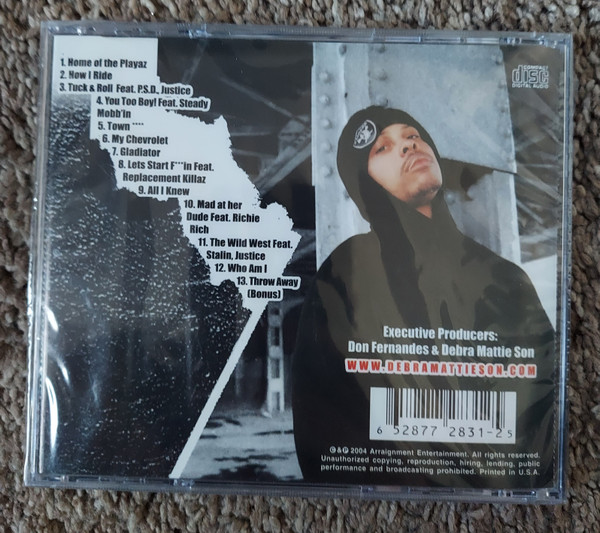 1. Home of the Playaz
2. How I Ride
3. Tuck & Roll Feat. P.S.D., Justice
4. You Too Boy! Feat. Steady
Mobb'in
5. Town ****
6. My Chevrolet
7. Gladiator
8. Lets Start F***in Feat.
Replacement Killaz
9. All I Knew
10. Mad at her
Dude Feat. Richie
Rich
11. The Wild West Feat.
Stalin, Justice
12. Who Am I
13. Throw Away
(Bonus)
COMPACT
disc
DIGITAL AUDIO
Executive Producers:
Don Fernandes & Debra Mattie Son
WWW.DEBRAMATTIESON.COM
6 52877 2831-2 5
©&℗ 2004 Arraignment Entertainment. All rights reserved.
Unauthorized copying, reproduction, hiring, lending, public
performance and broadcasting prohibited. Printed in U.S.A.